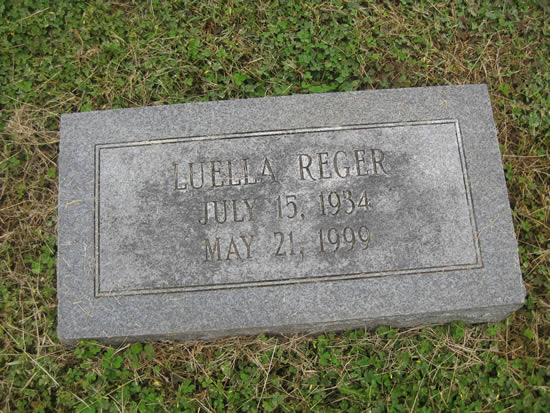 LUELLA REGER
JULY 15, 1934
MAY 21, 1999